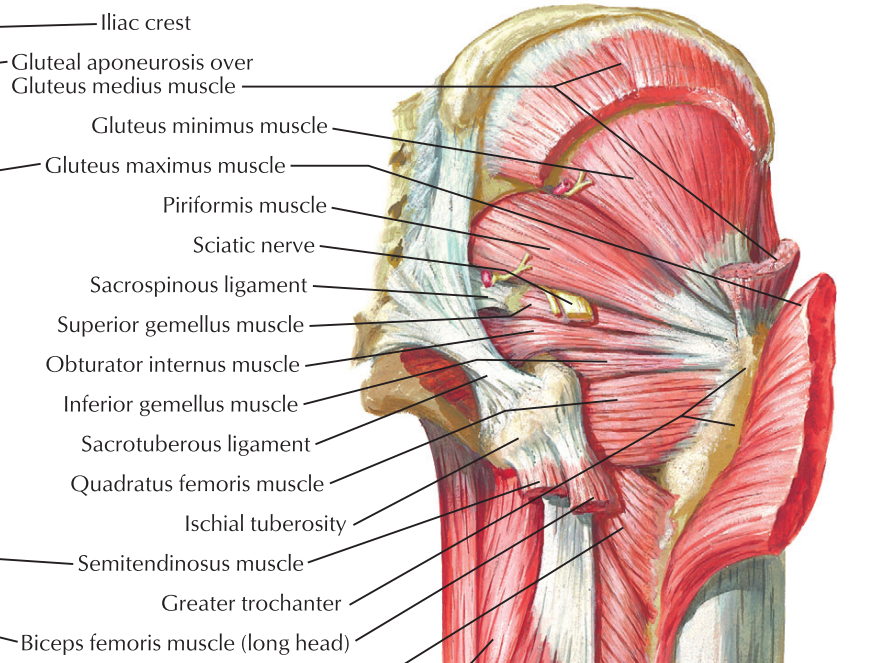 Iliac crest
Gluteal aponeurosis over
Gluteus medius muscle
Gluteus minimus muscle
Gluteus maximus muscle
Piriformis muscle
Sciatic nerve
Sacrospinous ligament
Superior gemellus muscle
Obturator internus muscle
Inferior gemellus muscle
Sacrotuberous ligament
Quadratus femoris muscle
Ischial tuberosity
Semitendinosus muscle
Greater trochanter
Biceps femoris muscle (long head)